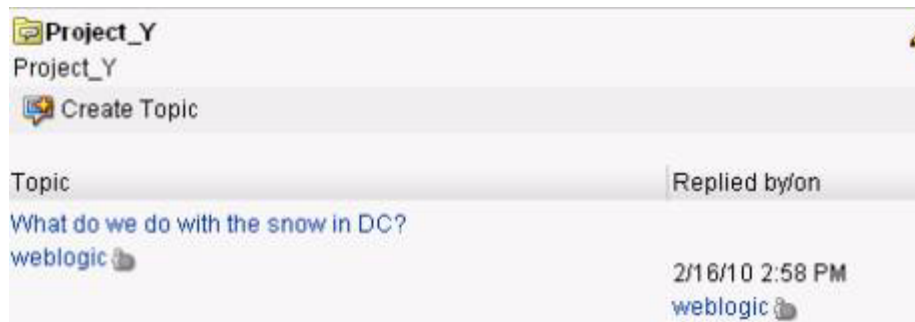 Project_Y
Project_Y
Create Topic
Topic
Replied by/on
What do we do with the snow in DC?
weblogic
2/16/10 2:58 PM
weblogic